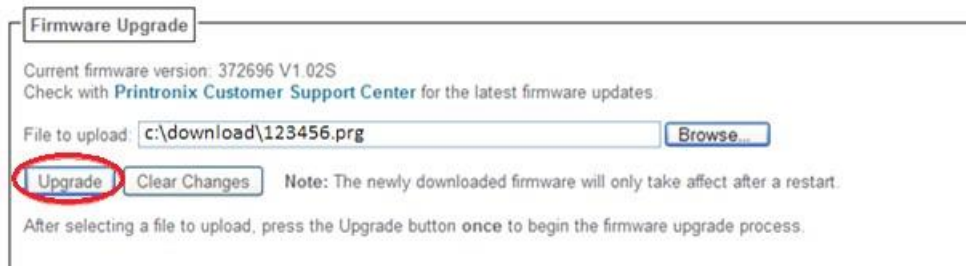 Firmware Upgrade
Current firmware version: 372696 V1.02S
Check with Printronix Customer Support Center for the latest firmware updates.
File to upload: c:\download\123456.prg Browse...
Upgrade Clear Changes Note: The newly downloaded firmware will only take affect after a restart.
After selecting a file to upload, press the Upgrade button once to begin the firmware upgrade process.